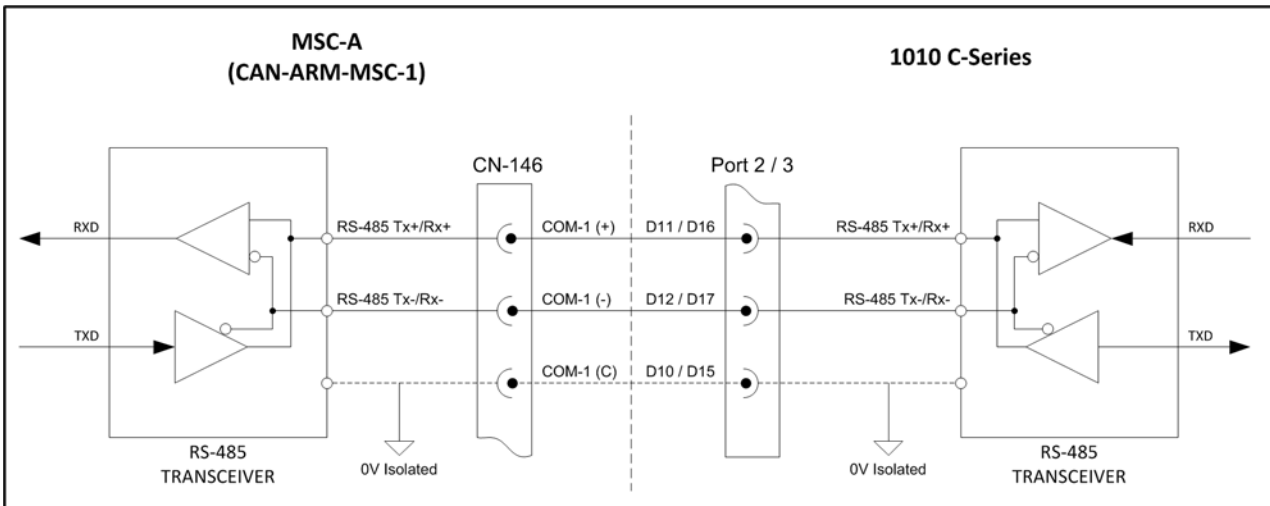 MSC-A
(CAN-ARM-MSC-1)
1010 C-Series
CN-146
Port 2 / 3
RXD
RS-485 Tx+/Rx+
COM-1 (+)
D11 / D16
RS-485 Tx+/Rx+
RXD
RS-485 Tx-/Rx-
COM-1 (-)
D12 / D17
RS-485 Tx-/Rx-
TXD
TXD
COM-1 (C)
D10 / D15
RS-485
TRANSCEIVER
0V Isolated
0V Isolated
RS-485
TRANSCEIVER